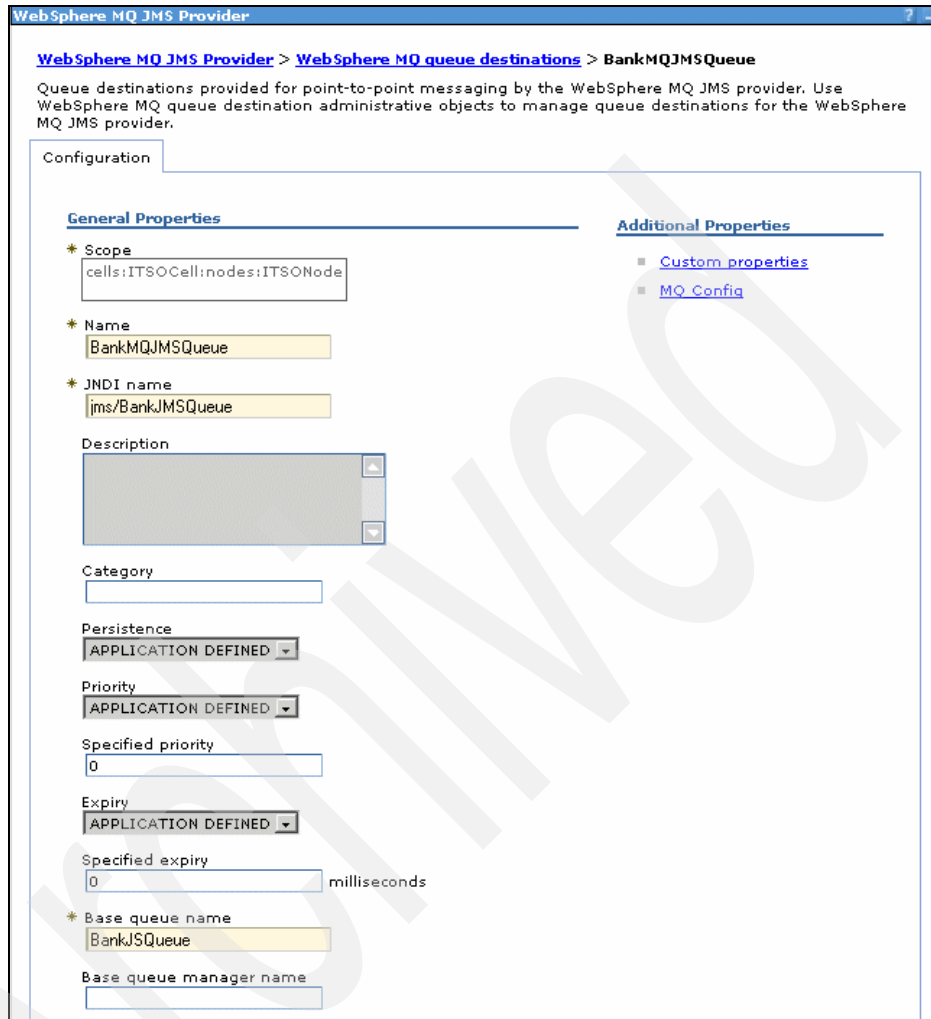 WebSphere MQ JMS Provider ? -
WebSphere MQ JMS Provider > WebSphere MQ queue destinations > BankMQJMSQueue
Queue destinations provided for point-to-point messaging by the WebSphere MQ JMS provider. Use
WebSphere MQ queue destination administrative objects to manage queue destinations for the WebSphere
MQ JMS provider.
Configuration
General Properties
* Scope
cells:ITSOCell:nodes:ITSONode
* Name
BankMQJMSQueue
* JNDI name
jms/BankJMSQueue
Description
Category
Persistence
APPLICATION DEFINED
Priority
APPLICATION DEFINED
Specified priority
0
Expiry
APPLICATION DEFINED
Specified expiry
0 milliseconds
* Base queue name
BankJSQueue
Base queue manager name
Additional Properties
Custom properties
MQ Config
Archived